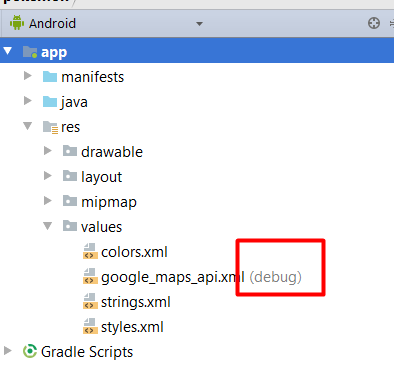 Android
app
manifests
java
res
drawable
layout
mipmap
values
colors.xml
google_maps_api.xml (debug)
strings.xml
styles.xml
Gradle Scripts